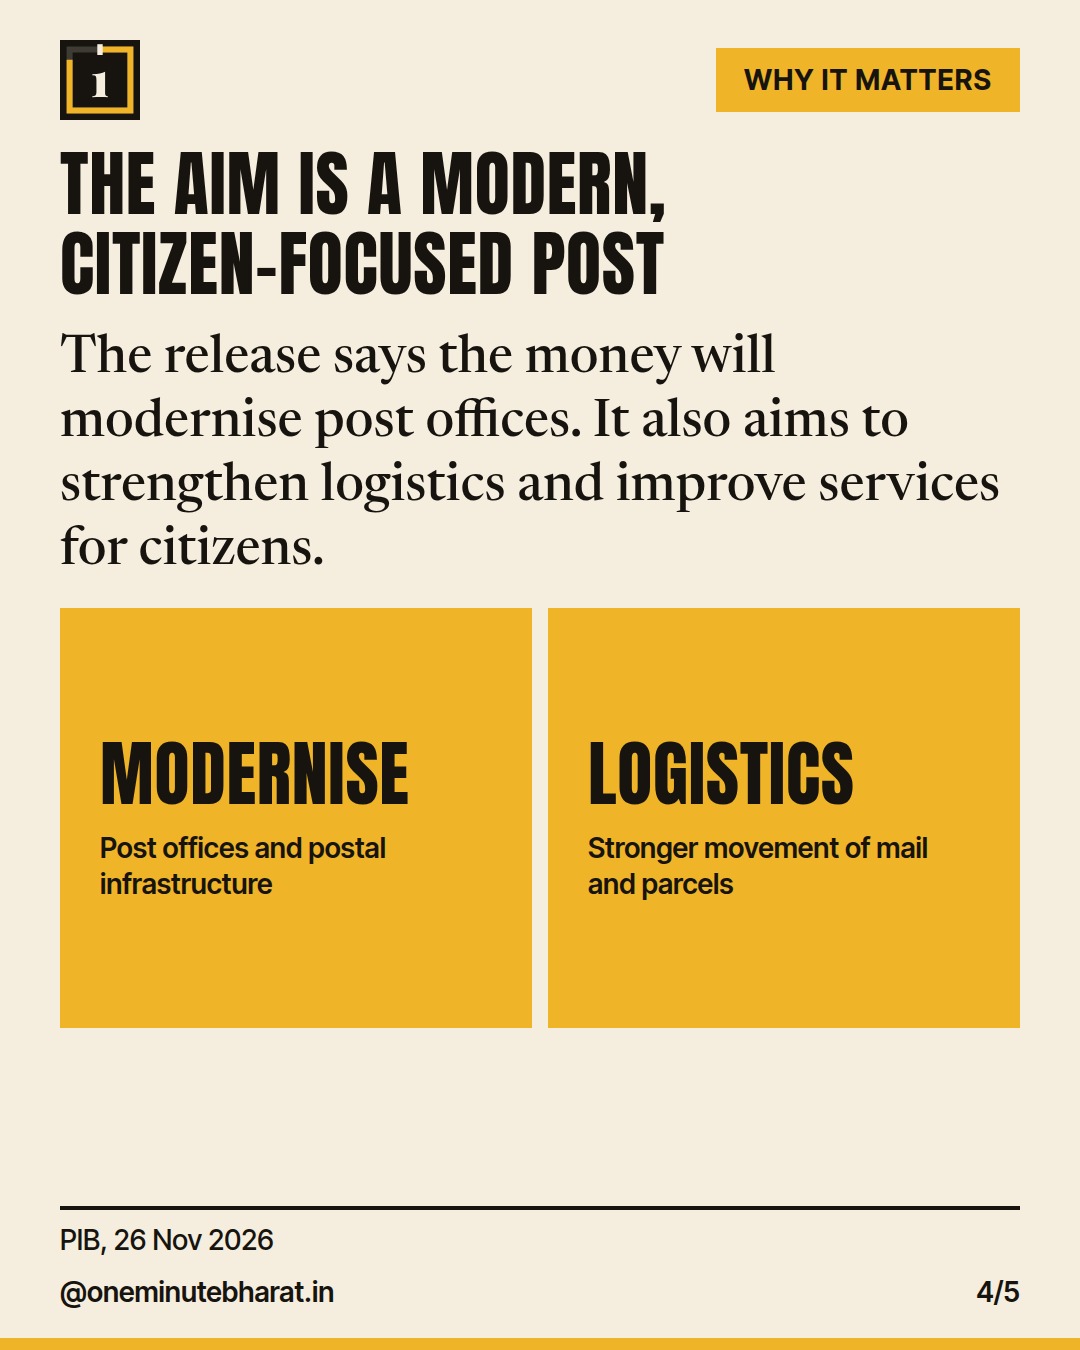 1
WHY IT MATTERS
THE AIM IS A MODERN,
CITIZEN-FOCUSED POST
The release says the money will
modernise post offices. It also aims to
strengthen logistics and improve services
for citizens.
MODERNISE
Post offices and postal
infrastructure
LOGISTICS
Stronger movement of mail
and parcels
PIB, 26 Nov 2026
@oneminutebharat.in
4/5